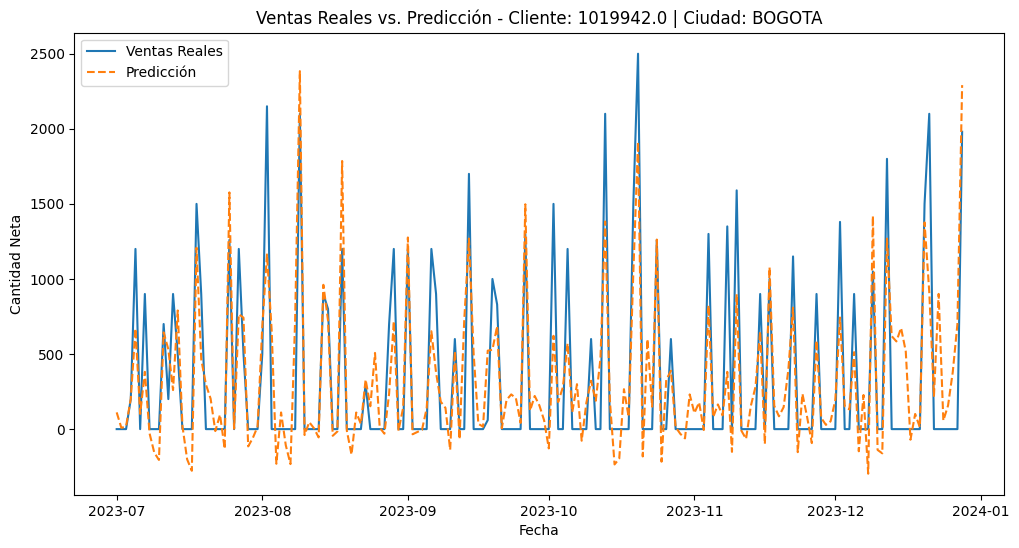 Ventas Reales vs. Predicción - Cliente: 1019942.0 | Ciudad: BOGOTA
Ventas Reales
Predicción
Cantidad Neta
2500
2000
1500
1000
500
0
2023-07
2023-08
2023-09
2023-10
2023-11
2023-12
2024-01
Fecha